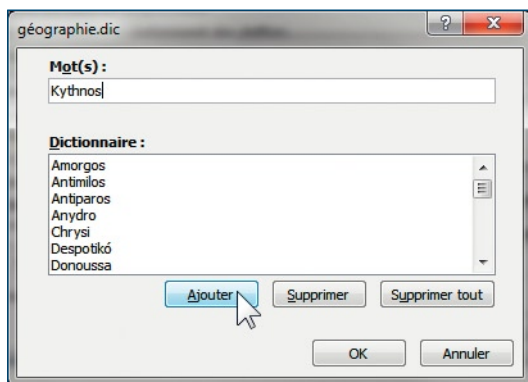 géographie.dic
Mot(s) :
Kythnos
Dictionnaire :
Amorgos
Antimilos
Antiparos
Anydro
Chrysi
Despotikó
Donoussa
Ajouter Supprimer Supprimer tout
OK Annuler